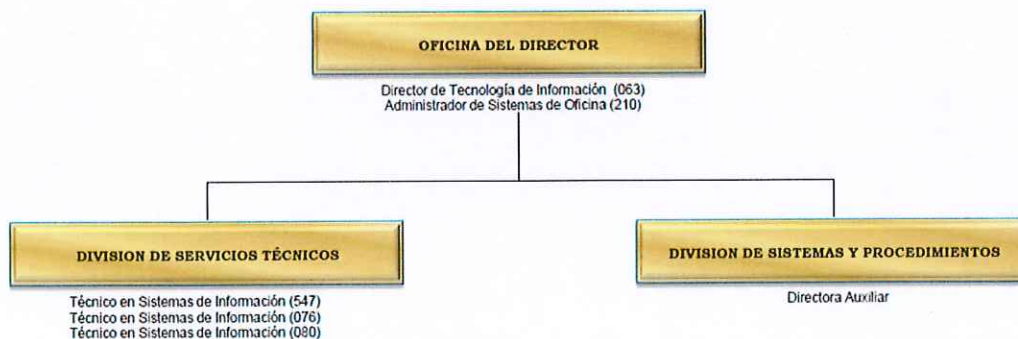 OFICINA DEL DIRECTOR
Director de Tecnología de Información (063)
Administrador de Sistemas de Oficina (210)
DIVISION DE SERVICIOS TÉCNICOS
Técnico en Sistemas de Información (547)
Técnico en Sistemas de Información (076)
Técnico en Sistemas de Información (080)
DIVISION DE SISTEMAS Y PROCEDIMIENTOS
Directora Auxiliar